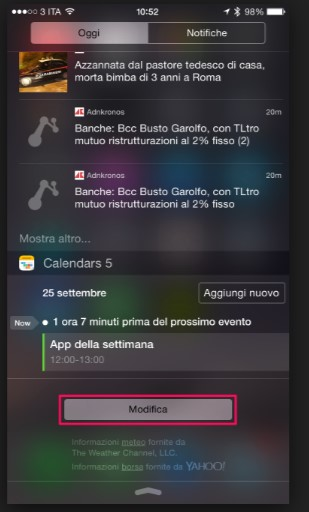 3 ITA 10:52 98%
Oggi Notifiche
Azzannata dal pastore tedesco di casa,
morta bimba di 3 anni a Roma
Adnkronos 20m
Banche: Bcc Busto Garolfo, con TLtro
mutuo ristrutturazioni al 2% fisso (2)
Adnkronos 20m
Banche: Bcc Busto Garolfo, con TLtro
mutuo ristrutturazioni al 2% fisso
Mostra altro...
Calendars 5
25 settembre Aggiungi nuovo
Now 1 ora 7 minuti prima del prossimo evento
App della settimana
12:00-13:00
Modifica
Informazioni meteo fornite da
The Weather Channel, LLC.
Informazioni borsa fornite da YAHOO!